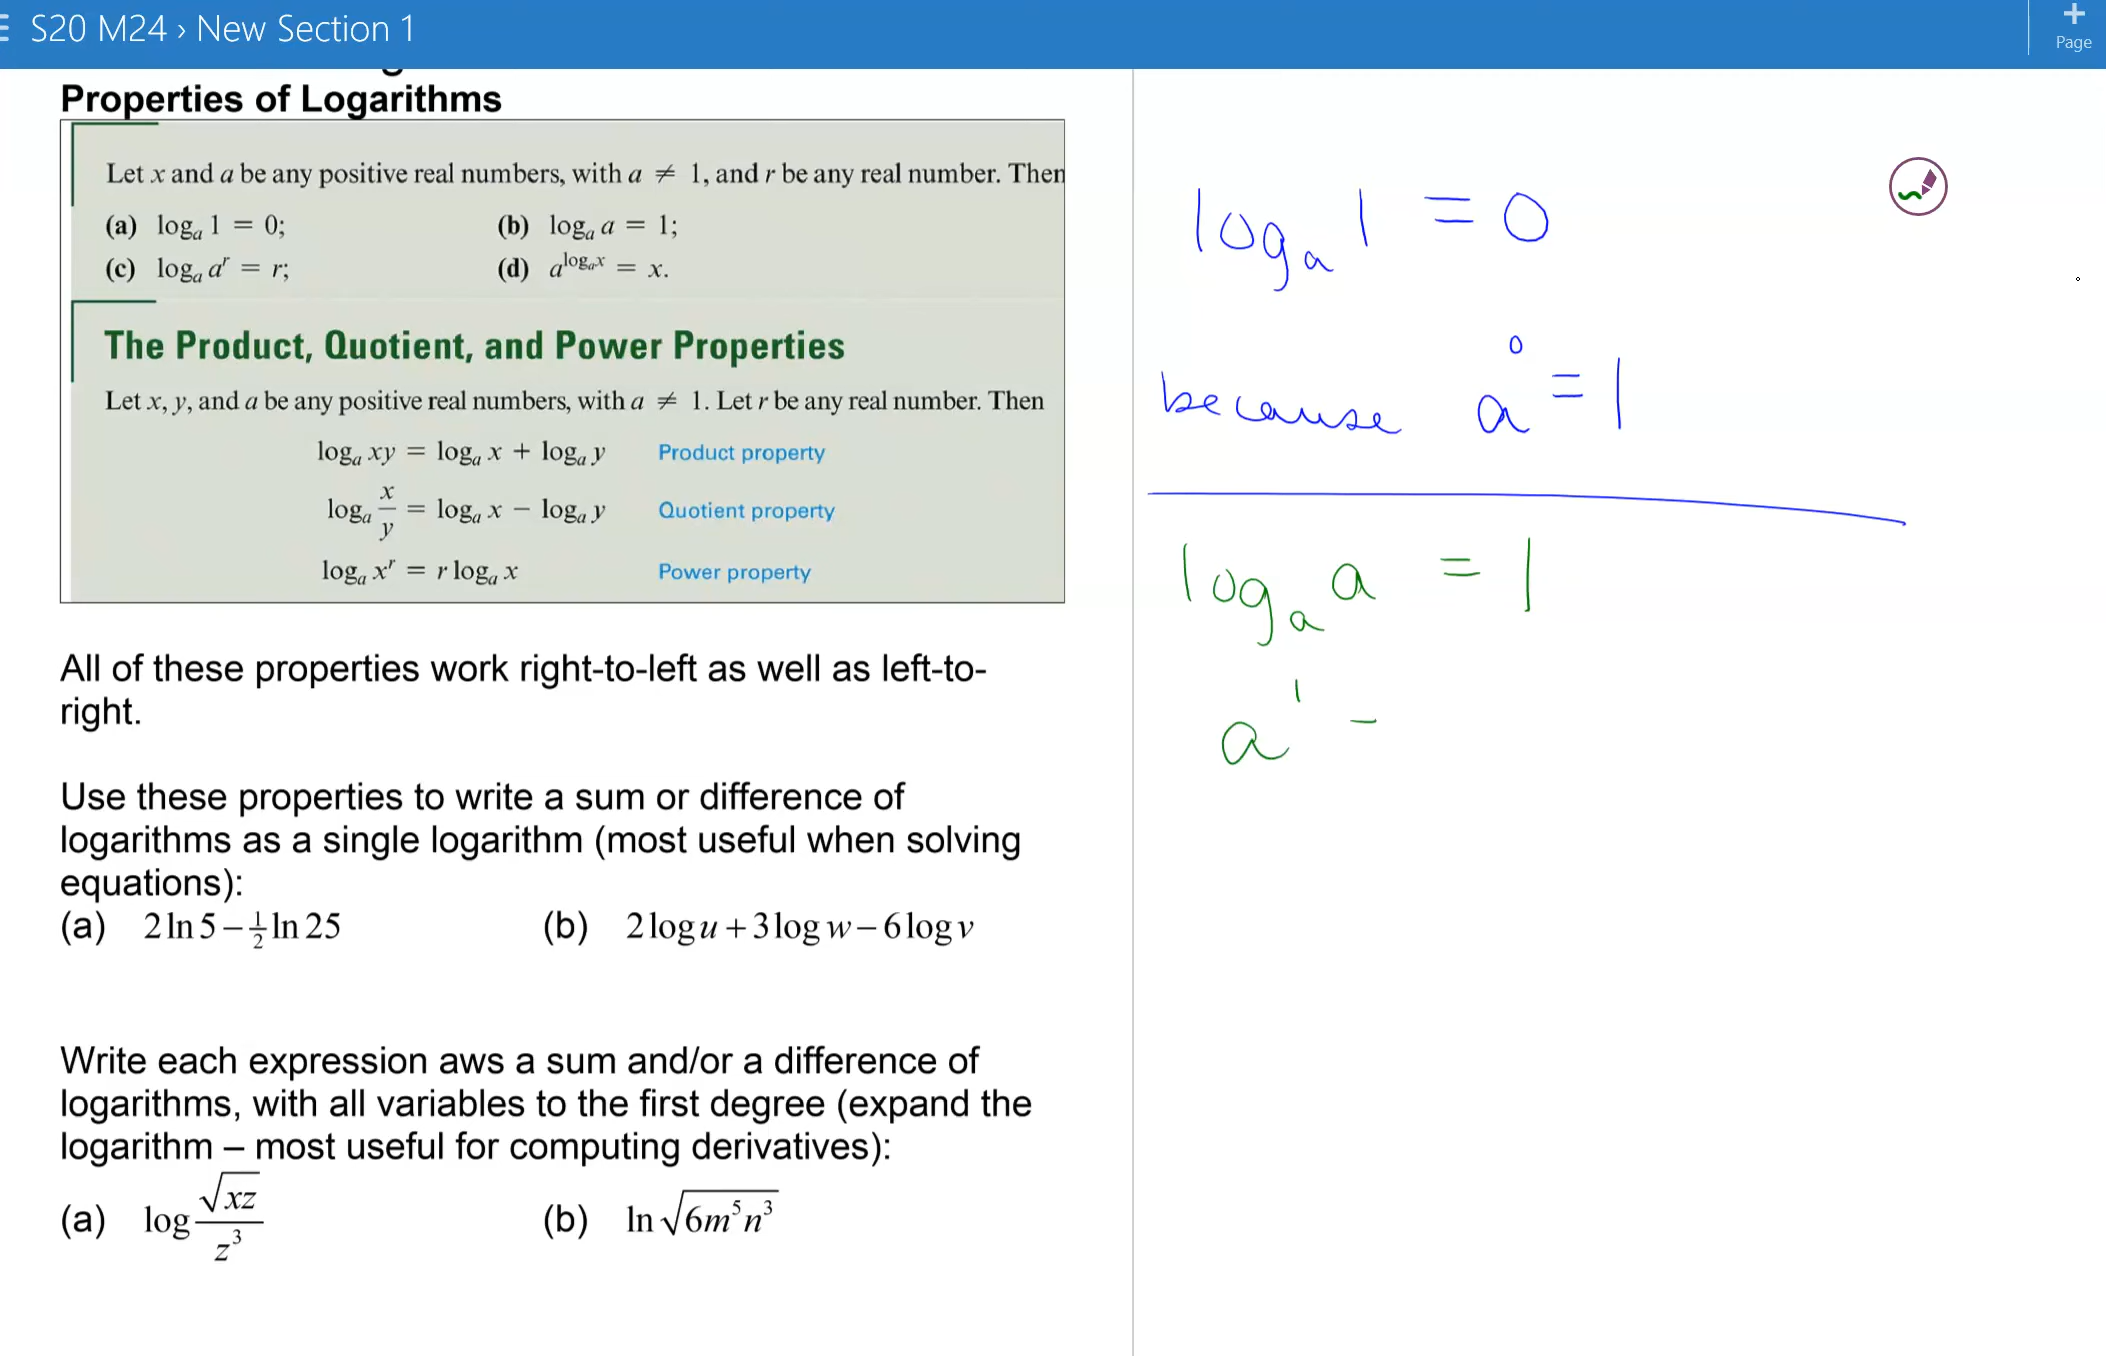 S20 M24 › New Section 1
+
Page
Properties of Logarithms
Let x and a be any positive real numbers, with a ≠ 1, and r be any real number. Then
(a) logₐ 1 = 0; (b) logₐ a = 1;
(c) logₐ aʳ = r; (d) a^(logₐ x) = x.
The Product, Quotient, and Power Properties
Let x, y, and a be any positive real numbers, with a ≠ 1. Let r be any real number. Then
logₐ xy = logₐ x + logₐ y Product property
logₐ x/y = logₐ x − logₐ y Quotient property
logₐ xʳ = r logₐ x Power property
All of these properties work right-to-left as well as left-to-
right.
Use these properties to write a sum or difference of
logarithms as a single logarithm (most useful when solving
equations):
(a) 2 ln 5 − ½ ln 25 (b) 2 log u + 3 log w − 6 log v
Write each expression aws a sum and/or a difference of
logarithms, with all variables to the first degree (expand the
logarithm – most useful for computing derivatives):
(a) log √(xz)/z³ (b) ln √(6m⁵n³)
logₐ 1 = 0
because a⁰ = 1
logₐ a = 1
a¹ −